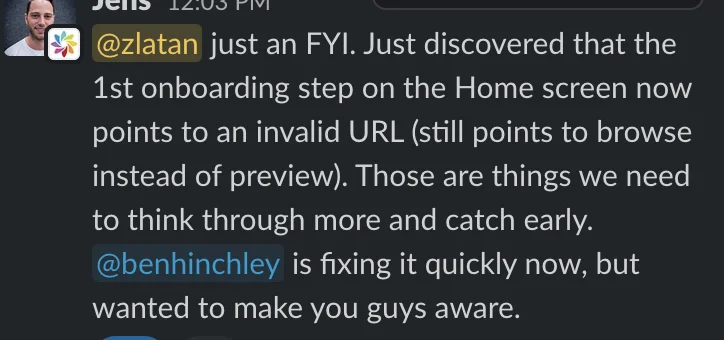 Jens 12:03 PM
@zlatan just an FYI. Just discovered that the
1st onboarding step on the Home screen now
points to an invalid URL (still points to browse
instead of preview). Those are things we need
to think through more and catch early.
@benhinchley is fixing it quickly now, but
wanted to make you guys aware.